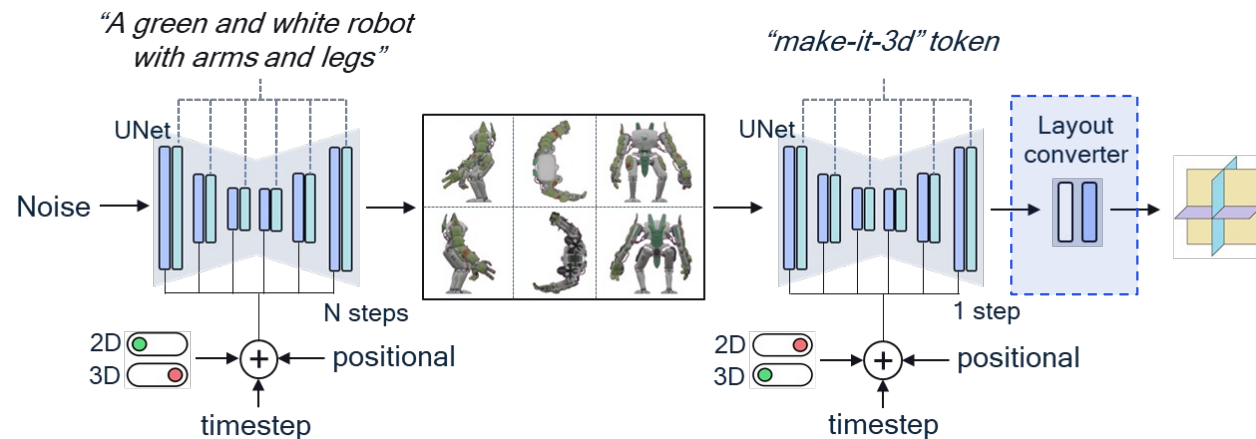 “A green and white robot
with arms and legs”
“make-it-3d” token
UNet
UNet
Layout
converter
Noise
N steps
1 step
2D
3D
+
positional
timestep
2D
3D
+
positional
timestep